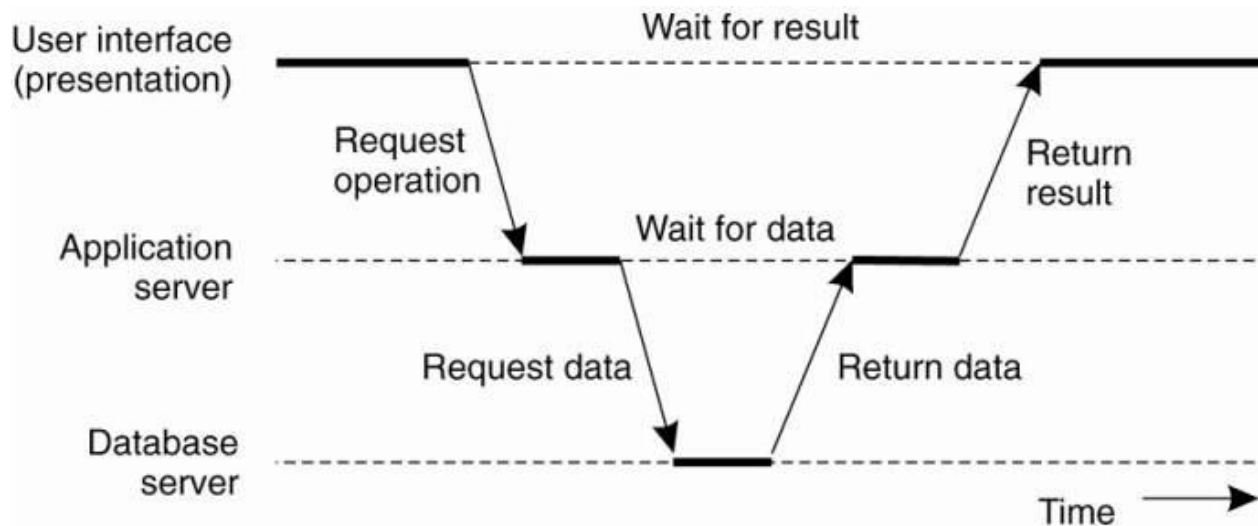 User interface
(presentation)
Wait for result
Request
operation
Return
result
Application
server
Wait for data
Request data
Return data
Database
server
Time